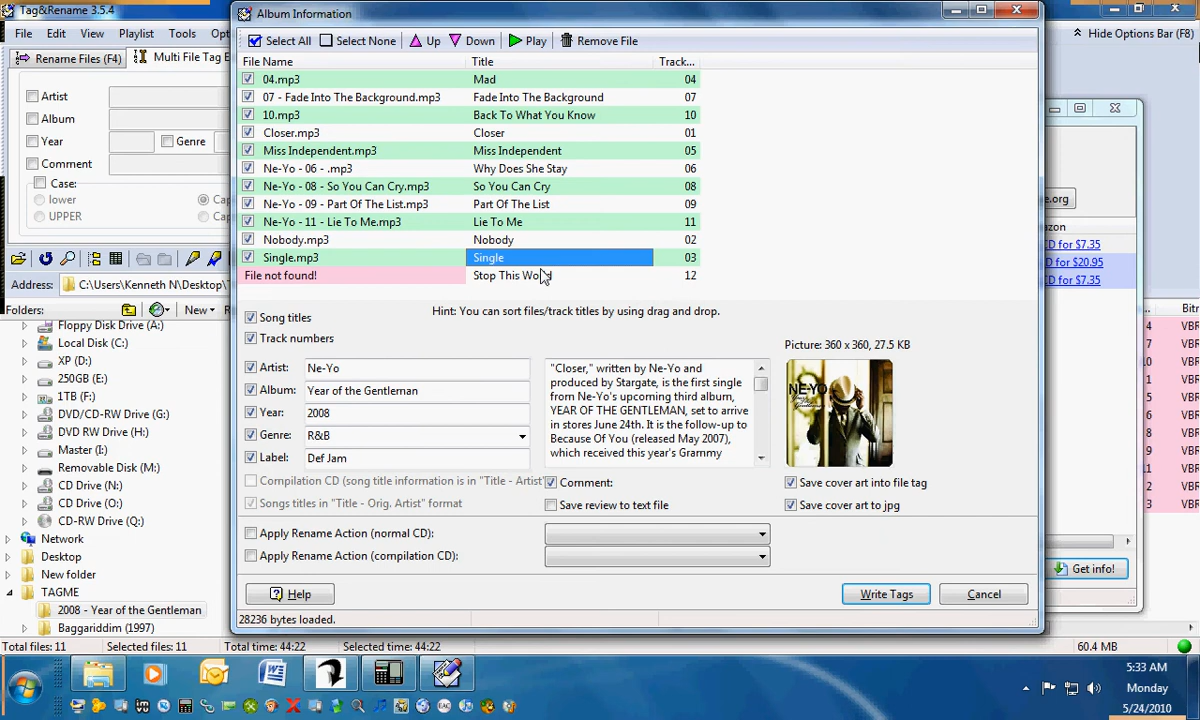 Tag&Rename 3.5.4
Album Information
File Edit View Playlist Tools
Select All Select None Up Down Play Remove File
Hide Options Bar (F8)
Rename Files (F4) Multi File Tag E
File Name Title Track...
04.mp3 Mad 04
07 - Fade Into The Background.mp3 Fade Into The Background 07
10.mp3 Back To What You Know 10
Closer.mp3 Closer 01
Miss Independent.mp3 Miss Independent 05
Ne-Yo - 06 - .mp3 Why Does She Stay 06
Ne-Yo - 08 - So You Can Cry.mp3 So You Can Cry 08
Ne-Yo - 09 - Part Of The List.mp3 Part Of The List 09
Ne-Yo - 11 - Lie To Me.mp3 Lie To Me 11
Nobody.mp3 Nobody 02
Single.mp3 Single 03
File not found! Stop This 12
Artist
Album
Year Genre
Comment
Case:
lower
UPPER
e.org
zon
D for $7.35
D for $20.95
D for $7.35
Address: C:\Users\Kenneth N\Desktop\
Folders: New
Floppy Disk Drive (A:)
Local Disk (C:)
XP (D:)
250GB (E:)
1TB (F:)
DVD/CD-RW Drive (G:)
DVD RW Drive (H:)
Master (I:)
Removable Disk (M:)
CD Drive (N:)
CD Drive (O:)
CD-RW Drive (Q:)
Network
Desktop
New folder
TAGME
2008 - Year of the Gentleman
Baggariddim (1997)
Song titles
Track numbers
Hint: You can sort files/track titles by using drag and drop.
Artist: Ne-Yo
Album: Year of the Gentleman
Year: 2008
Genre: R&B
Label: Def Jam
"Closer," written by Ne-Yo and
produced by Stargate, is the first single
from Ne-Yo's upcoming third album,
YEAR OF THE GENTLEMAN, set to arrive
in stores June 24th. It is the follow-up to
Because Of You (released May 2007),
which received this year's Grammy
Picture: 360 x 360, 27.5 KB
NE-YO
Compilation CD (song title information is in "Title - Artist"
Songs titles in "Title - Orig. Artist" format
Comment:
Save review to text file
Save cover art into file tag
Save cover art to jpg
Apply Rename Action (normal CD):
Apply Rename Action (compilation CD):
Help Write Tags Cancel
28236 bytes loaded.
Bitr
VBR
VBR
VBR
VBR
VBR
VBR
VBR
VBR
VBR
VBR
VBR
Get info!
Total files: 11 Selected files: 11 Total time: 44:22 Selected time: 44:22 60.4 MB
5:33 AM
Monday
5/24/2010